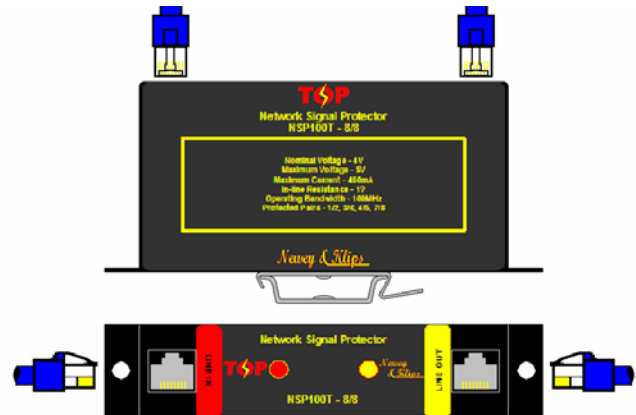 TOP
Network Signal Protector
NSP100T - 8/8
Nominal Voltage - 4V
Maximum Voltage - 5V
Maximum Current - 450mA
In-line Resistance - 1?
Operating Bandwidth - 100MHz
Protected Pairs - 1/2, 3/6, 4/5, 7/8
Newey & Klips
Network Signal Protector
TOP
Newey
& Klips
LINE OUT
NSP100T - 8/8